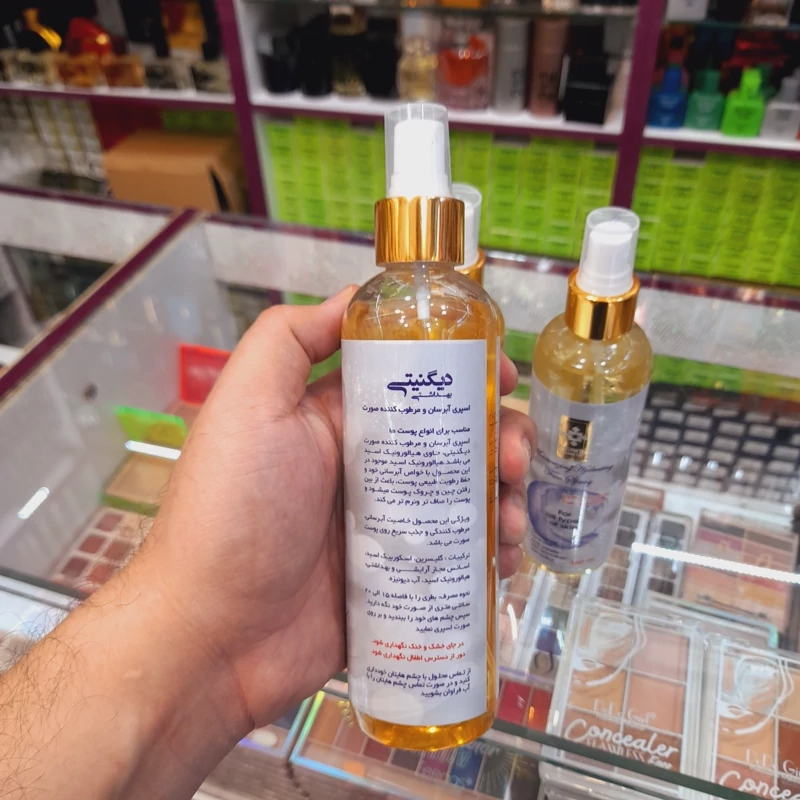 دیگنیتی
بهداشتی
اسپری آبرسان و مرطوب کننده صورت
مناسب برای انواع پوست ها
اسپری آبرسان و مرطوب کننده صورت
دیگنیتی، حاوی هیالورونیک اسید
می باشد.هیالورونیک اسید موجود در
این محصول با خواص آبرسانی خود و
حفظ رطوبت طبیعی پوست، باعث از بین
رفتن چین و چروک پوست میشود و
پوست را صاف تر ونرم تر می کند.
ویژگی این محصول خاصیت آبرسانی
مرطوب کنندگی و جذب سریع روی پوست
صورت می باشد.
ترکیبات : گلیسرین، اسکوربیک اسید،
اسانس مجاز آرایشی و بهداشتی،
هیالورونیک اسید، آب دیونیزه.
نحوه مصرف، بطری را با فاصله ۱۵ الی ۲۰
سانتی متری از صورت خود نگه دارید
سپس چشم های خود را ببندید و بر روی
صورت اسپری نمایید
در جای خشک و خنک نگهداری شود
دور از دسترس اطفال نگهداری شود
از تماس محلول با چشم هایتان خودداری
کنید و در صورت تماس چشم هایتان را با
آب فراوان بشویید
FOR
Concealer
FLAWLESS
Conce